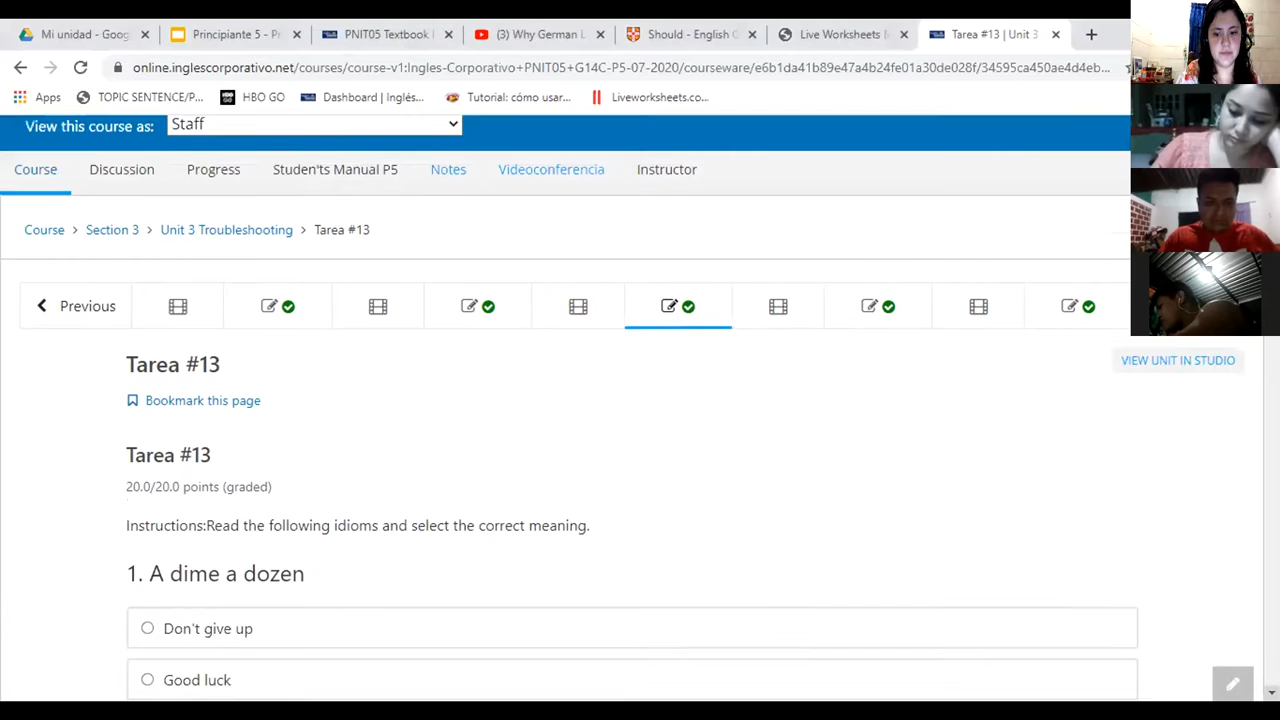 Mi unidad - Goog
Principiante 5 - P
PNIT05 Textbook
(3) Why German L
Should - English G
Live Worksheets
Tarea #13 | Unit 3
online.inglescorporativo.net/courses/course-v1:Ingles-Corporativo+PNIT05+G14C-P5-07-2020/courseware/e6b1da41b89e47a4b24fe01a30de028f/34595ca450ae4d4eb...
Apps
TOPIC SENTENCE/P...
HBO GO
Dashboard | Inglés...
Tutorial: cómo usar...
Liveworksheets.co...
View this course as:
Staff
Course
Discussion
Progress
Studen'ts Manual P5
Notes
Videoconferencia
Instructor
Course > Section 3 > Unit 3 Troubleshooting > Tarea #13
Previous
Tarea #13
VIEW UNIT IN STUDIO
Bookmark this page
Tarea #13
20.0/20.0 points (graded)
Instructions:Read the following idioms and select the correct meaning.
1. A dime a dozen
Don't give up
Good luck